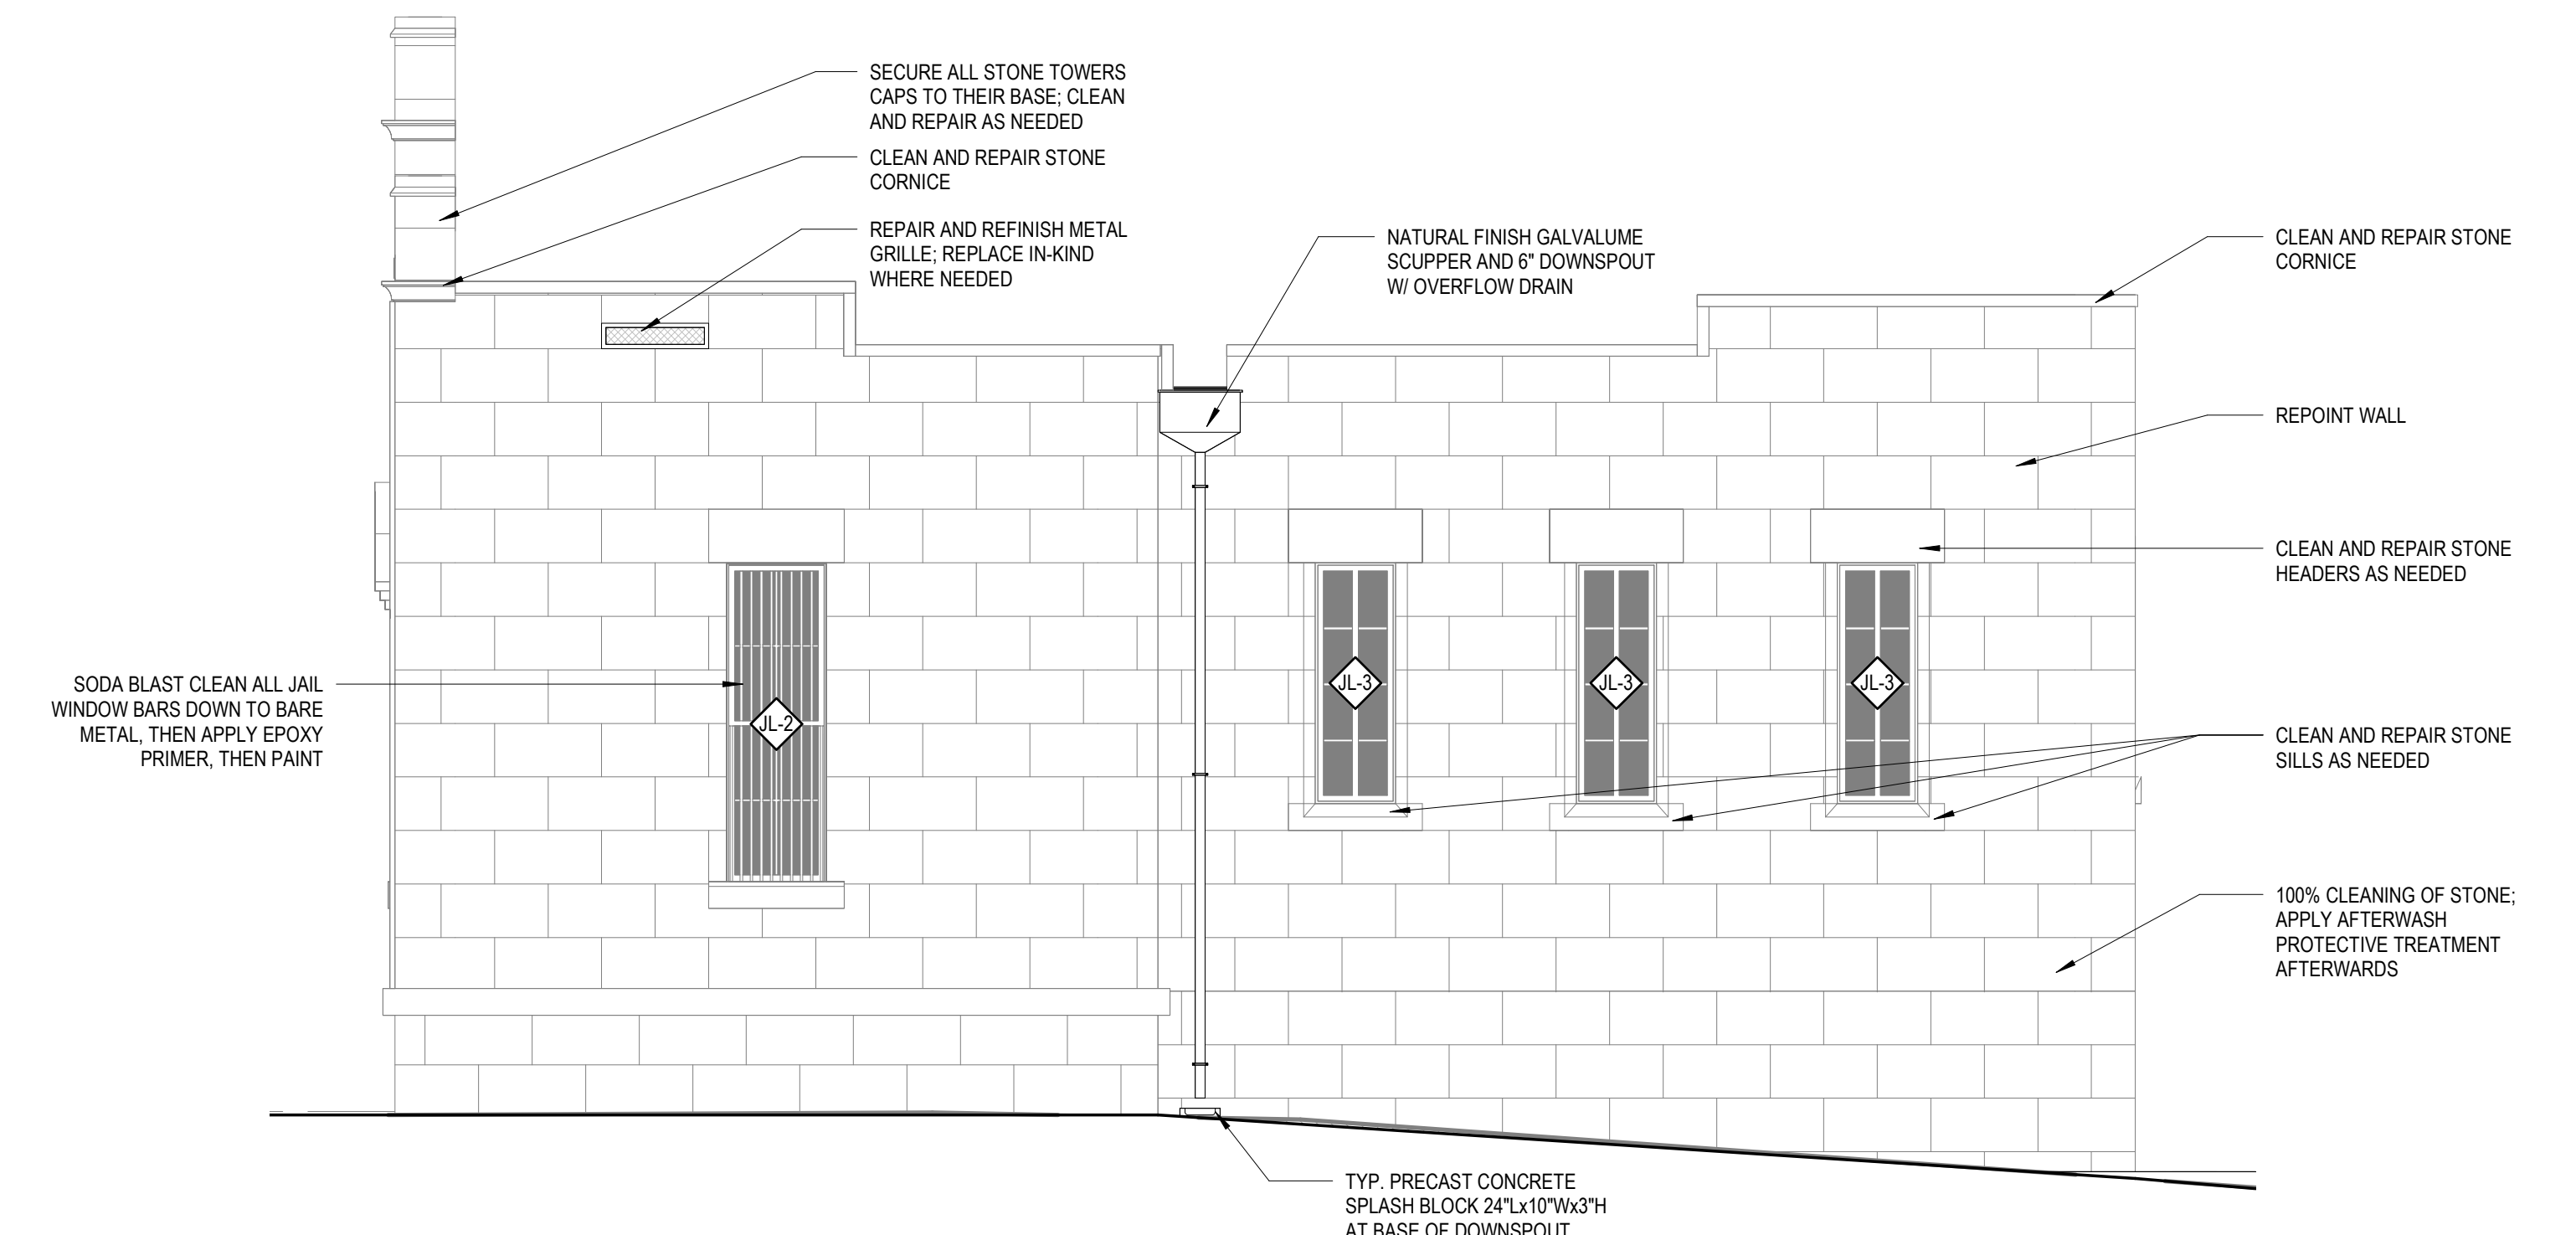 SECURE ALL STONE TOWERS
CAPS TO THEIR BASE; CLEAN
AND REPAIR AS NEEDED
CLEAN AND REPAIR STONE
CORNICE
REPAIR AND REFINISH METAL
GRILLE; REPLACE IN-KIND
WHERE NEEDED
NATURAL FINISH GALVALUME
SCUPPER AND 6" DOWNSPOUT
W/ OVERFLOW DRAIN
CLEAN AND REPAIR STONE
CORNICE
REPOINT WALL
CLEAN AND REPAIR STONE
HEADERS AS NEEDED
SODA BLAST CLEAN ALL JAIL
WINDOW BARS DOWN TO BARE
METAL, THEN APPLY EPOXY
PRIMER, THEN PAINT
JL-2
JL-3
JL-3
JL-3
CLEAN AND REPAIR STONE
SILLS AS NEEDED
100% CLEANING OF STONE;
APPLY AFTERWASH
PROTECTIVE TREATMENT
AFTERWARDS
TYP. PRECAST CONCRETE
SPLASH BLOCK 24"Lx10"Wx3"H
AT BASE OF DOWNSPOUT